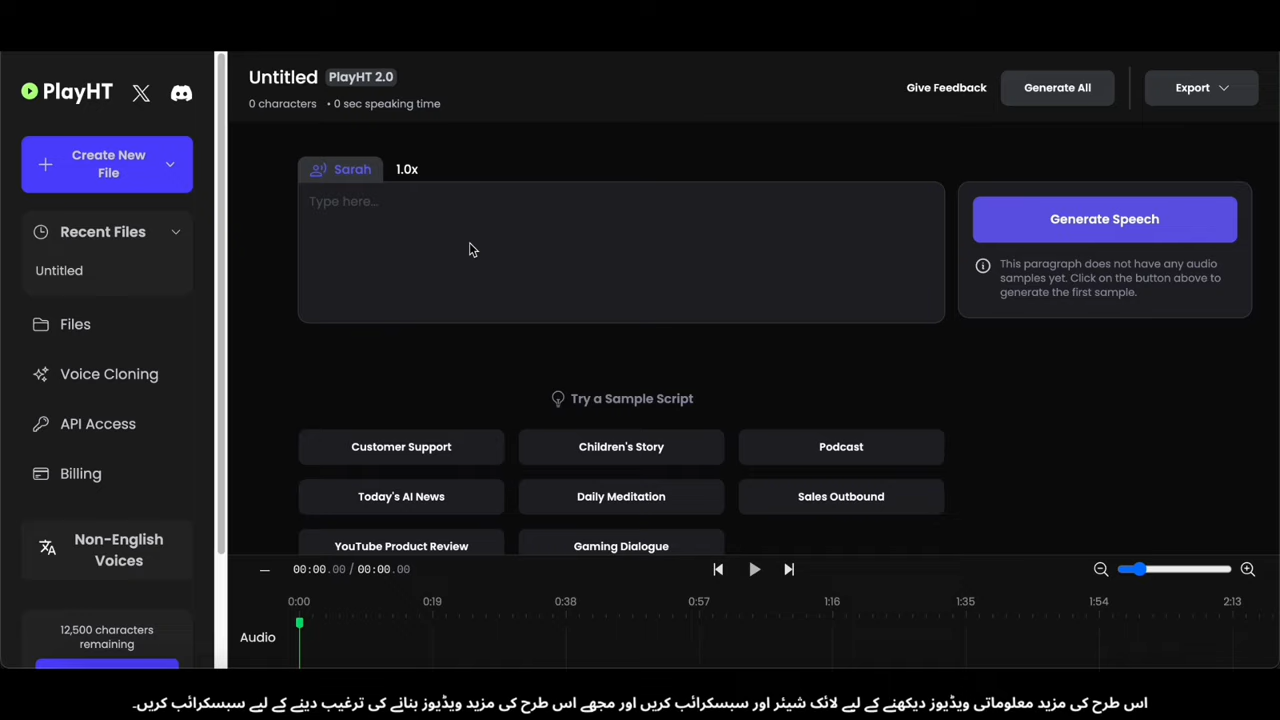 PlayHT
Create New
File
Recent Files
Untitled
Files
Voice Cloning
API Access
Billing
Non-English
Voices
12,500 characters
remaining
Untitled PlayHT 2.0
0 characters • 0 sec speaking time
Give Feedback
Generate All
Export
Sarah 1.0x
Type here...
Generate Speech
This paragraph does not have any audio
samples yet. Click on the button above to
generate the first sample.
Try a Sample Script
Customer Support Children's Story Podcast
Today's AI News Daily Meditation Sales Outbound
YouTube Product Review Gaming Dialogue
00:00.00 / 00:00.00
0:00 0:19 0:38 0:57 1:16 1:35 1:54 2:13
Audio
اس طرح کی مزید معلوماتی ویڈیوز دیکھنے کے لیے لائک شیئر اور سبسکرائب کریں اور مجھے اس طرح کی مزید ویڈیوز بنانے کی ترغیب دینے کے لیے سبسکرائب کریں۔